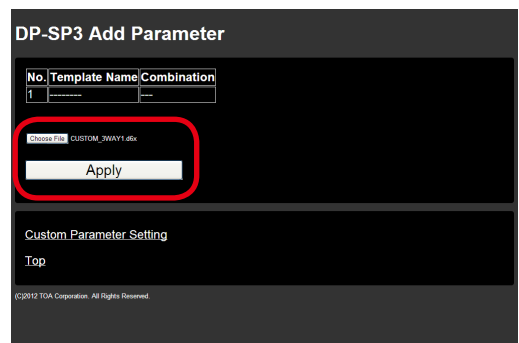 DP-SP3 Add Parameter
No. Template Name Combination
1 -------- ---
Choose File CUSTOM_3WAY1.d6x
Apply
Custom Parameter Setting
Top
(C)2012 TOA Corporation. All Rights Reserved.